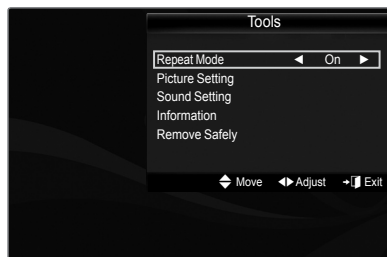 Tools
Repeat Mode ◄ On ►
Picture Setting
Sound Setting
Information
Remove Safely
Move Adjust Exit